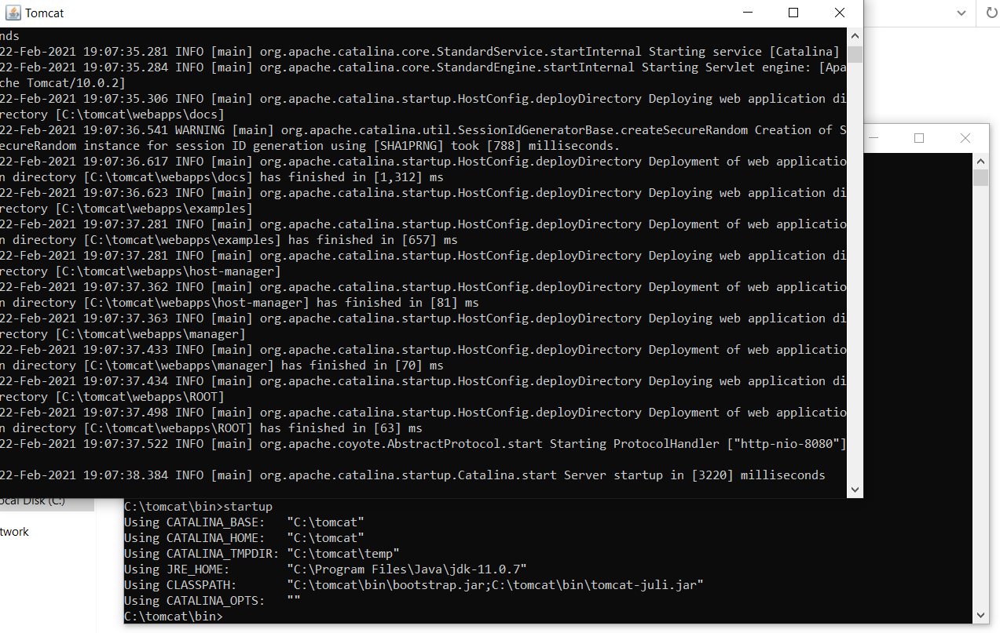 Tomcat
nds
22-Feb-2021 19:07:35.281 INFO [main] org.apache.catalina.core.StandardService.startInternal Starting service [Catalina]
22-Feb-2021 19:07:35.284 INFO [main] org.apache.catalina.core.StandardEngine.startInternal Starting Servlet engine: [Apa
che Tomcat/10.0.2]
22-Feb-2021 19:07:35.306 INFO [main] org.apache.catalina.startup.HostConfig.deployDirectory Deploying web application di
rectory [C:\tomcat\webapps\docs]
22-Feb-2021 19:07:36.541 WARNING [main] org.apache.catalina.util.SessionIdGeneratorBase.createSecureRandom Creation of S
ecureRandom instance for session ID generation using [SHA1PRNG] took [788] milliseconds.
22-Feb-2021 19:07:36.617 INFO [main] org.apache.catalina.startup.HostConfig.deployDirectory Deployment of web applicatio
n directory [C:\tomcat\webapps\docs] has finished in [1,312] ms
22-Feb-2021 19:07:36.623 INFO [main] org.apache.catalina.startup.HostConfig.deployDirectory Deploying web application di
rectory [C:\tomcat\webapps\examples]
22-Feb-2021 19:07:37.281 INFO [main] org.apache.catalina.startup.HostConfig.deployDirectory Deployment of web applicatio
n directory [C:\tomcat\webapps\examples] has finished in [657] ms
22-Feb-2021 19:07:37.281 INFO [main] org.apache.catalina.startup.HostConfig.deployDirectory Deploying web application di
rectory [C:\tomcat\webapps\host-manager]
22-Feb-2021 19:07:37.362 INFO [main] org.apache.catalina.startup.HostConfig.deployDirectory Deployment of web applicatio
n directory [C:\tomcat\webapps\host-manager] has finished in [81] ms
22-Feb-2021 19:07:37.363 INFO [main] org.apache.catalina.startup.HostConfig.deployDirectory Deploying web application di
rectory [C:\tomcat\webapps\manager]
22-Feb-2021 19:07:37.433 INFO [main] org.apache.catalina.startup.HostConfig.deployDirectory Deployment of web applicatio
n directory [C:\tomcat\webapps\manager] has finished in [70] ms
22-Feb-2021 19:07:37.434 INFO [main] org.apache.catalina.startup.HostConfig.deployDirectory Deploying web application di
rectory [C:\tomcat\webapps\ROOT]
22-Feb-2021 19:07:37.498 INFO [main] org.apache.catalina.startup.HostConfig.deployDirectory Deployment of web applicatio
n directory [C:\tomcat\webapps\ROOT] has finished in [63] ms
22-Feb-2021 19:07:37.522 INFO [main] org.apache.coyote.AbstractProtocol.start Starting ProtocolHandler ["http-nio-8080"]
22-Feb-2021 19:07:38.384 INFO [main] org.apache.catalina.startup.Catalina.start Server startup in [3220] milliseconds
ocal Disk (C:)
twork
C:\tomcat\bin>startup
Using CATALINA_BASE:   "C:\tomcat"
Using CATALINA_HOME:   "C:\tomcat"
Using CATALINA_TMPDIR: "C:\tomcat\temp"
Using JRE_HOME:        "C:\Program Files\Java\jdk-11.0.7"
Using CLASSPATH:       "C:\tomcat\bin\bootstrap.jar;C:\tomcat\bin\tomcat-juli.jar"
Using CATALINA_OPTS:   ""
C:\tomcat\bin>